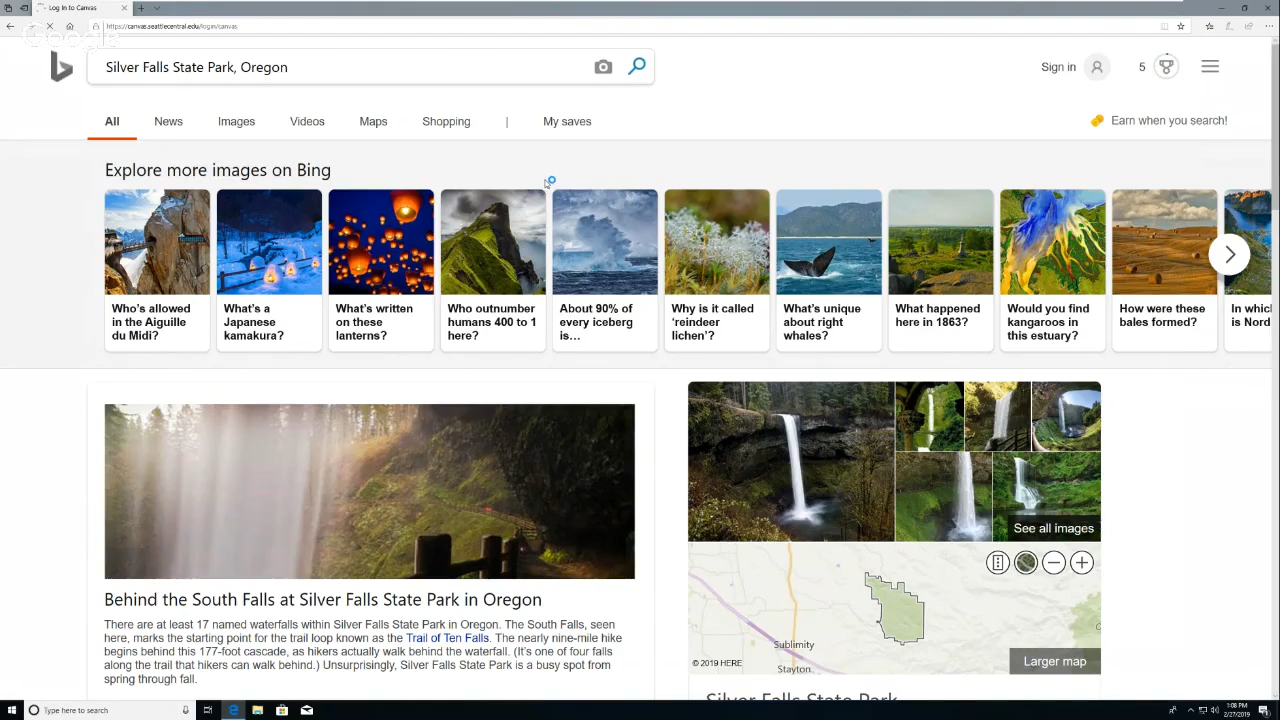 Log In to Canvas
https://canvas.seattlecentral.edu/login/canvas
Google
Silver Falls State Park, Oregon
Sign in
5
All
News
Images
Videos
Maps
Shopping
|
My saves
Earn when you search!
Explore more images on Bing
Who's allowed
in the Aiguille
du Midi?
What's a
Japanese
kamakura?
What's written
on these
lanterns?
Who outnumber
humans 400 to 1
here?
About 90% of
every iceberg
is…
Why is it called
'reindeer
lichen'?
What's unique
about right
whales?
What happened
here in 1863?
Would you find
kangaroos in
this estuary?
How were these
bales formed?
In which
is Nord
See all images
Sublimity
Stayton
© 2019 HERE
Larger map
Behind the South Falls at Silver Falls State Park in Oregon
There are at least 17 named waterfalls within Silver Falls State Park in Oregon. The South Falls, seen
here, marks the starting point for the trail loop known as the Trail of Ten Falls. The nearly nine-mile hike
begins behind this 177-foot cascade, as hikers actually walk behind the waterfall. (It's one of four falls
along the trail that hikers can walk behind.) Unsurprisingly, Silver Falls State Park is a busy spot from
spring through fall.
Silver Falls State Park
Type here to search
1:08 PM
2/27/2019